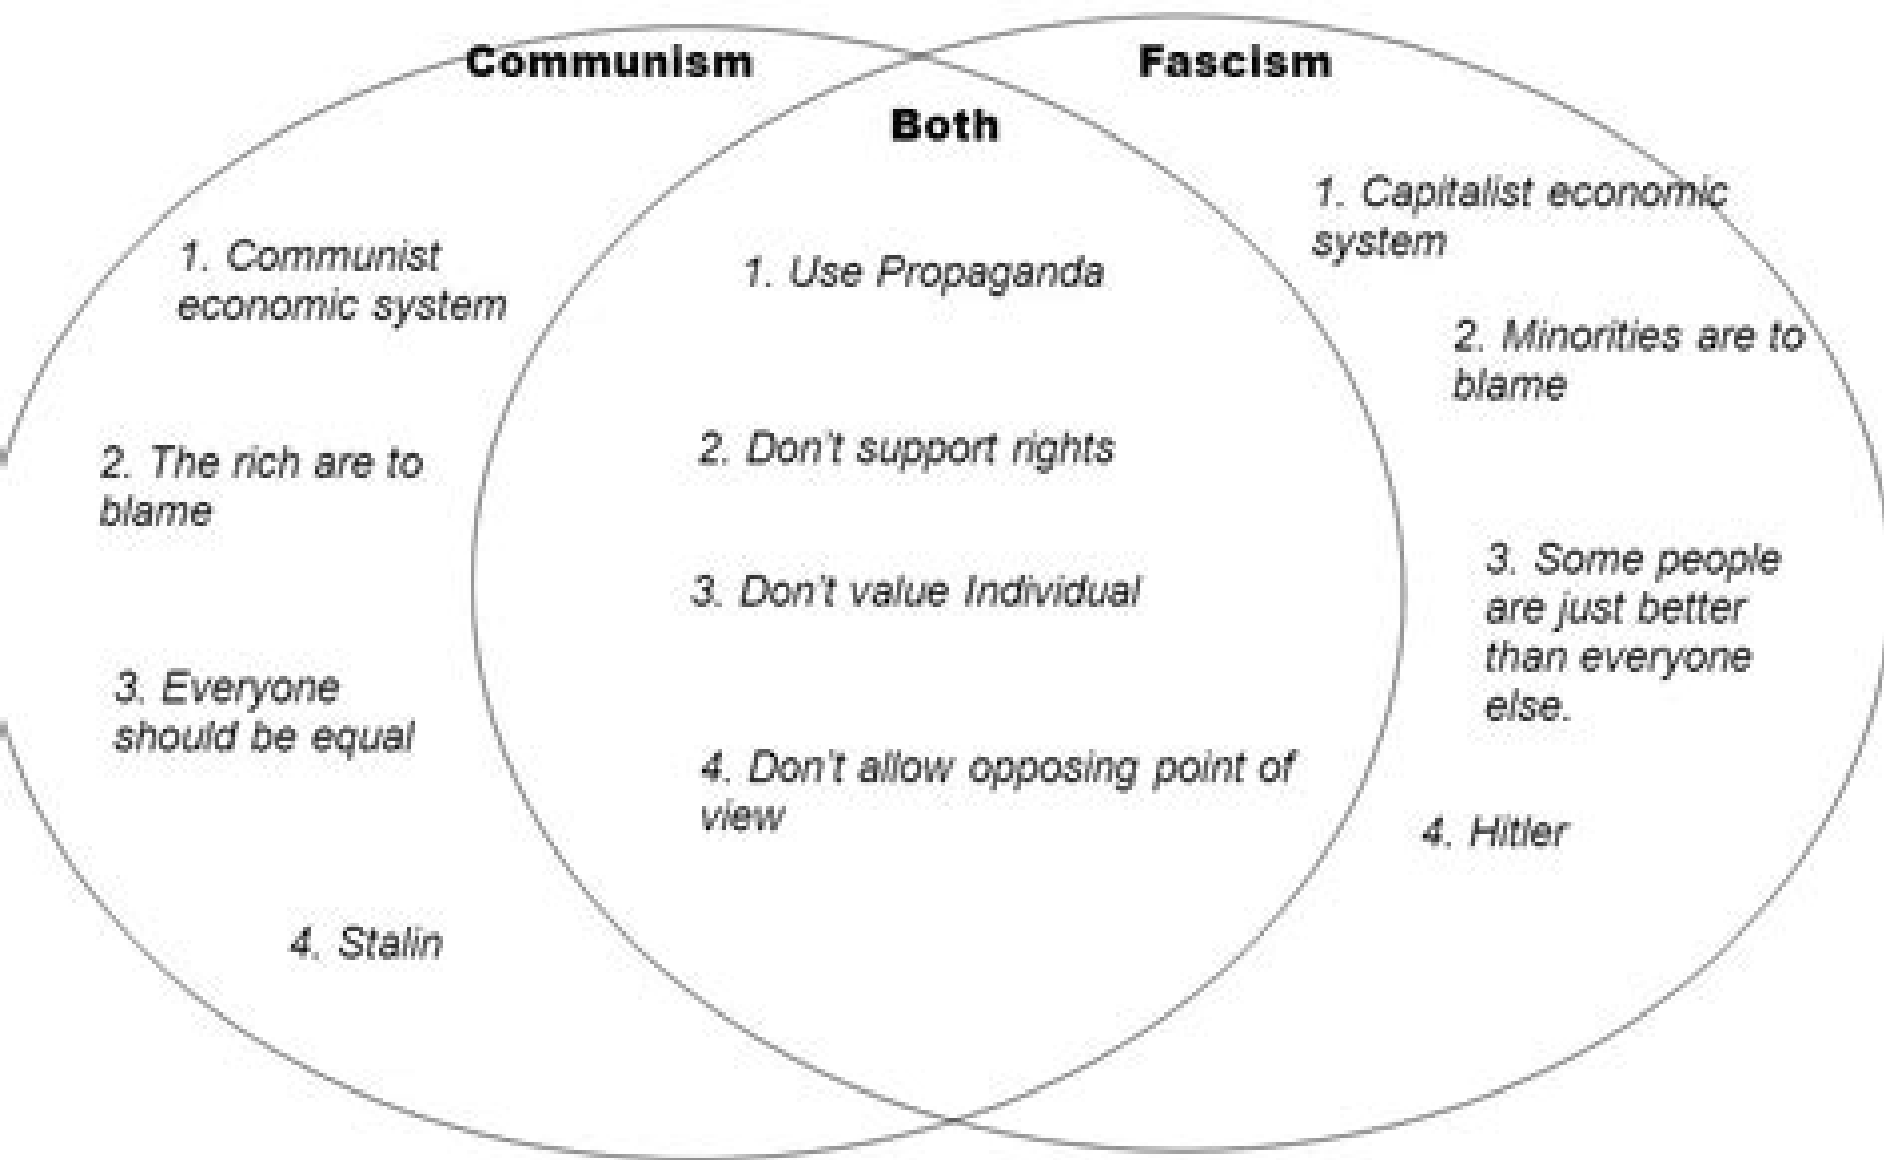 Communism
1. Communist
economic system
2. The rich are to
blame
3. Everyone
should be equal
4. Stalin
Both
1. Use Propaganda
2. Don't support rights
3. Don't value Individual
4. Don't allow opposing point of
view
Fascism
1. Capitalist economic
system
2. Minorities are to
blame
3. Some people
are just better
than everyone
else.
4. Hitler